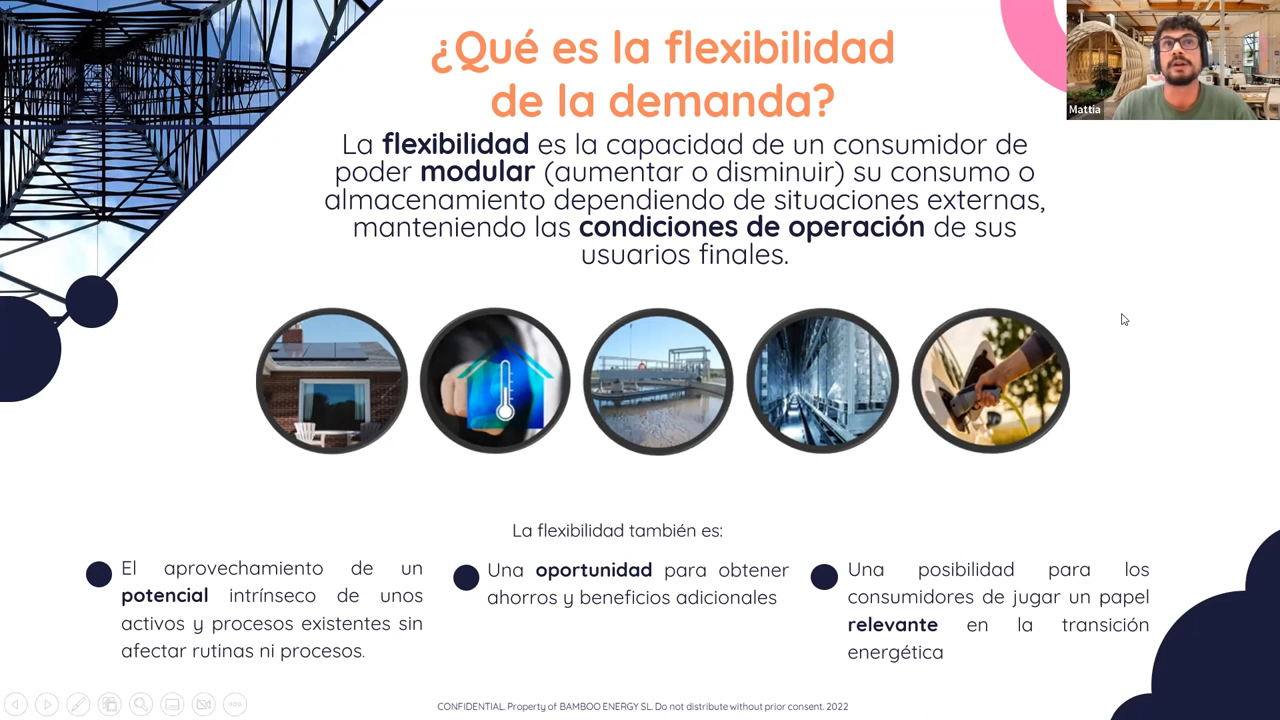 ¿Qué es la flexibilidad
de la demanda?
La flexibilidad es la capacidad de un consumidor de
poder modular (aumentar o disminuir) su consumo o
almacenamiento dependiendo de situaciones externas,
manteniendo las condiciones de operación de sus
usuarios finales.
Mattia
La flexibilidad también es:
El aprovechamiento de un
potencial intrínseco de unos
activos y procesos existentes sin
afectar rutinas ni procesos.
Una oportunidad para obtener
ahorros y beneficios adicionales
Una posibilidad para los
consumidores de jugar un papel
relevante en la transición
energética
CONFIDENTIAL. Property of BAMBOO ENERGY SL. Do not distribute without prior consent. 2022